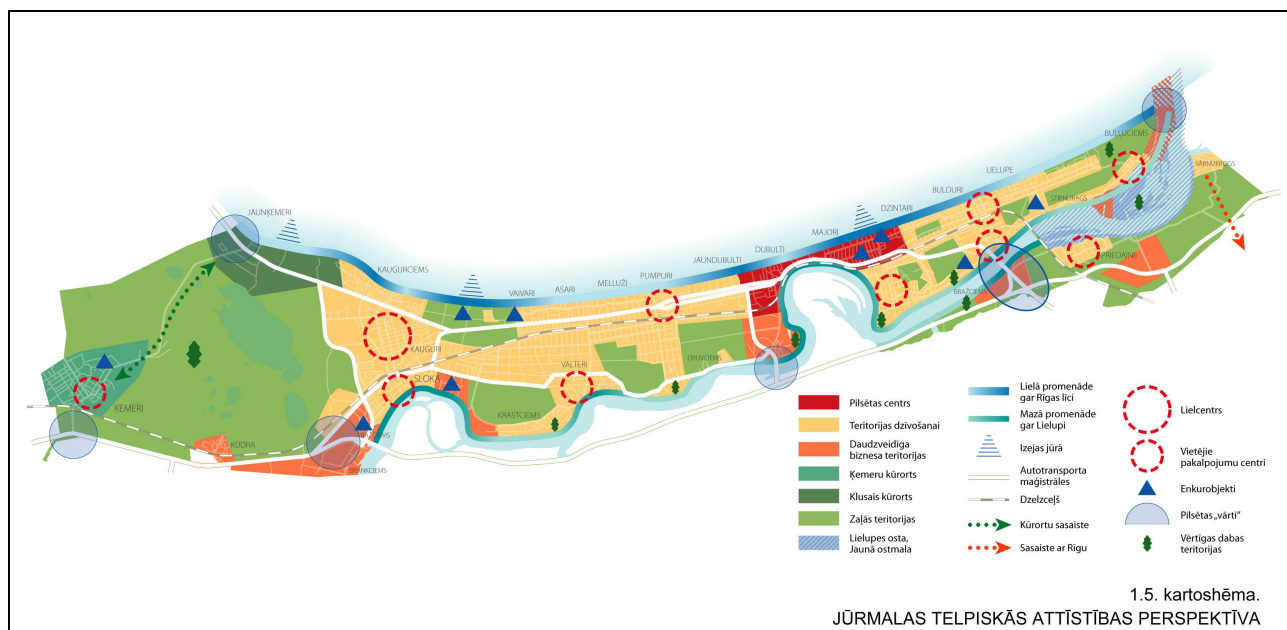 BUĻĻUCIEMS
VĀRNUKROGS
LIELUPE
STIRNURAGS
BULDURI
DZINTARI
MAJORI
DUBULTI
JAUNDUBULTI
PUMPURI
MELLUŽI
ASARI
VAIVARI
KAUGURCIEMS
JAUNĶEMERI
PRIEDAINE
BRAŽCIEMS
KAUGURI
SLOKA
VALTERI
DRUVCIEMS
KRASTCIEMS
ĶEMERI
KŪDRA
BRANKCIEMS
Pilsētas centrs
Teritorijas dzīvošanai
Daudzveidīga
biznesa teritorijas
Ķemeru kūrorts
Klusais kūrorts
Zaļās teritorijas
Lielupes osta,
Jaunā ostmala
Lielā promenāde
gar Rīgas līci
Mazā promenāde
gar Lielupi
Izejas jūrā
Autotransporta
maģistrāles
Dzelzceļš
Kūrortu sasaiste
Sasaiste ar Rīgu
Lielcentrs
Vietējie
pakalpojumu centri
Enkurobjekti
Pilsētas „vārti"
Vērtīgas dabas
teritorijas
1.5. kartoshēma.
JŪRMALAS TELPISKĀS ATTĪSTĪBAS PERSPEKTĪVA